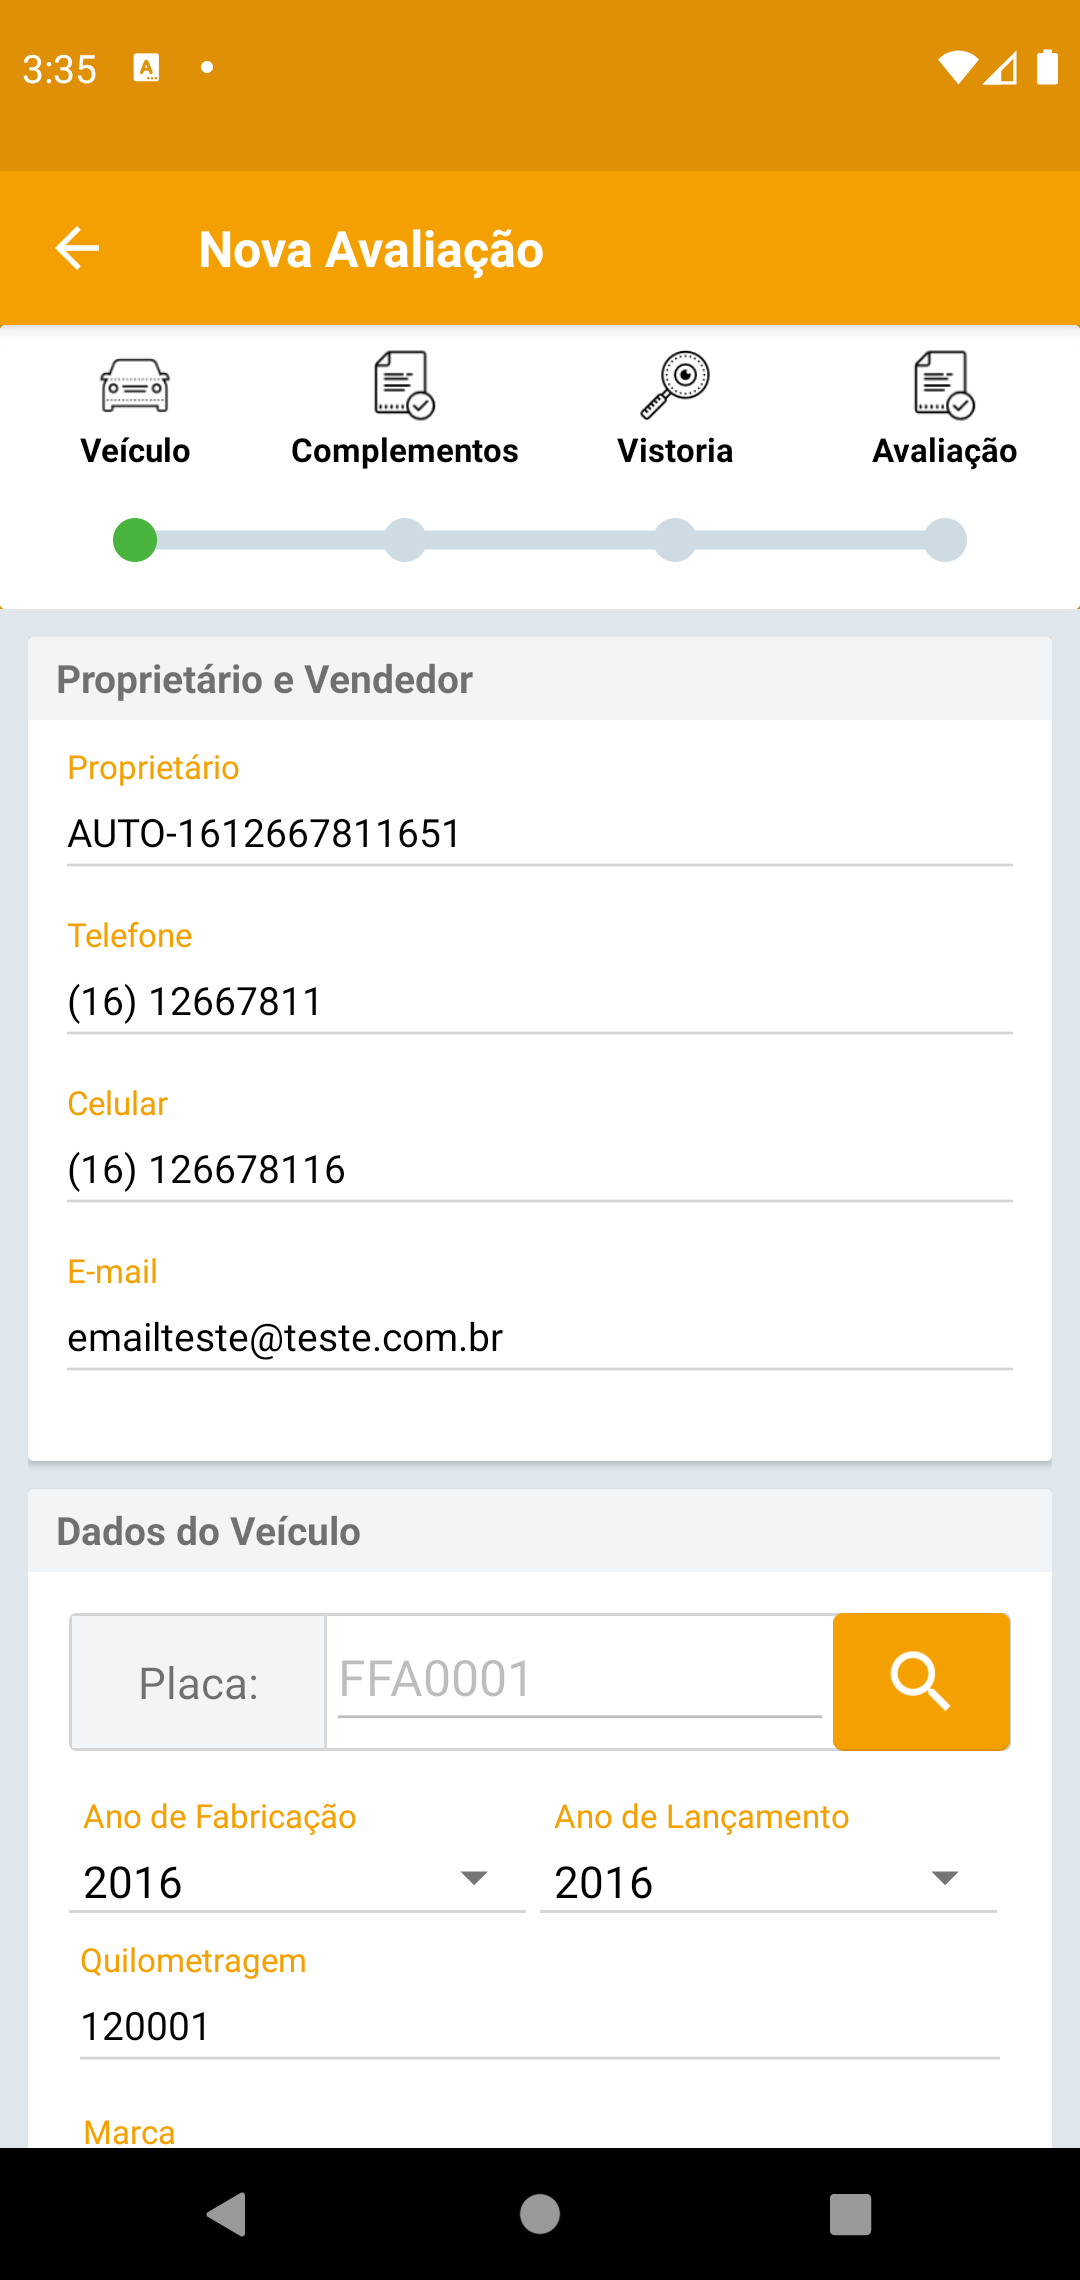 3:35
Nova Avaliação
Veículo Complementos Vistoria Avaliação
Proprietário e Vendedor
Proprietário
AUTO-1612667811651
Telefone
(16) 12667811
Celular
(16) 126678116
E-mail
emailteste@teste.com.br
Dados do Veículo
Placa: FFA0001
Ano de Fabricação Ano de Lançamento
2016 2016
Quilometragem
120001
Marca